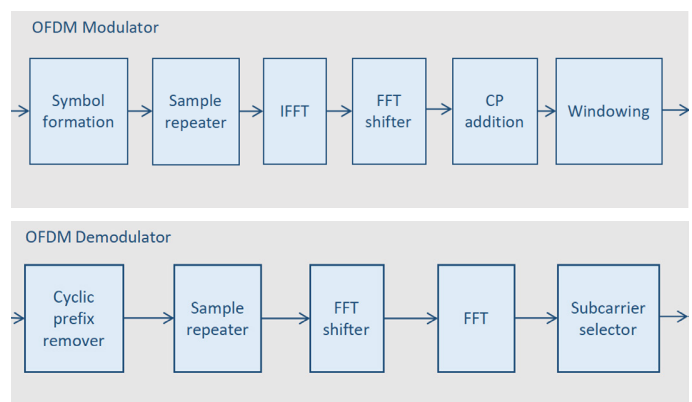 OFDM Modulator
Symbol
formation
Sample
repeater
IFFT
FFT
shifter
CP
addition
Windowing
OFDM Demodulator
Cyclic
prefix
remover
Sample
repeater
FFT
shifter
FFT
Subcarrier
selector